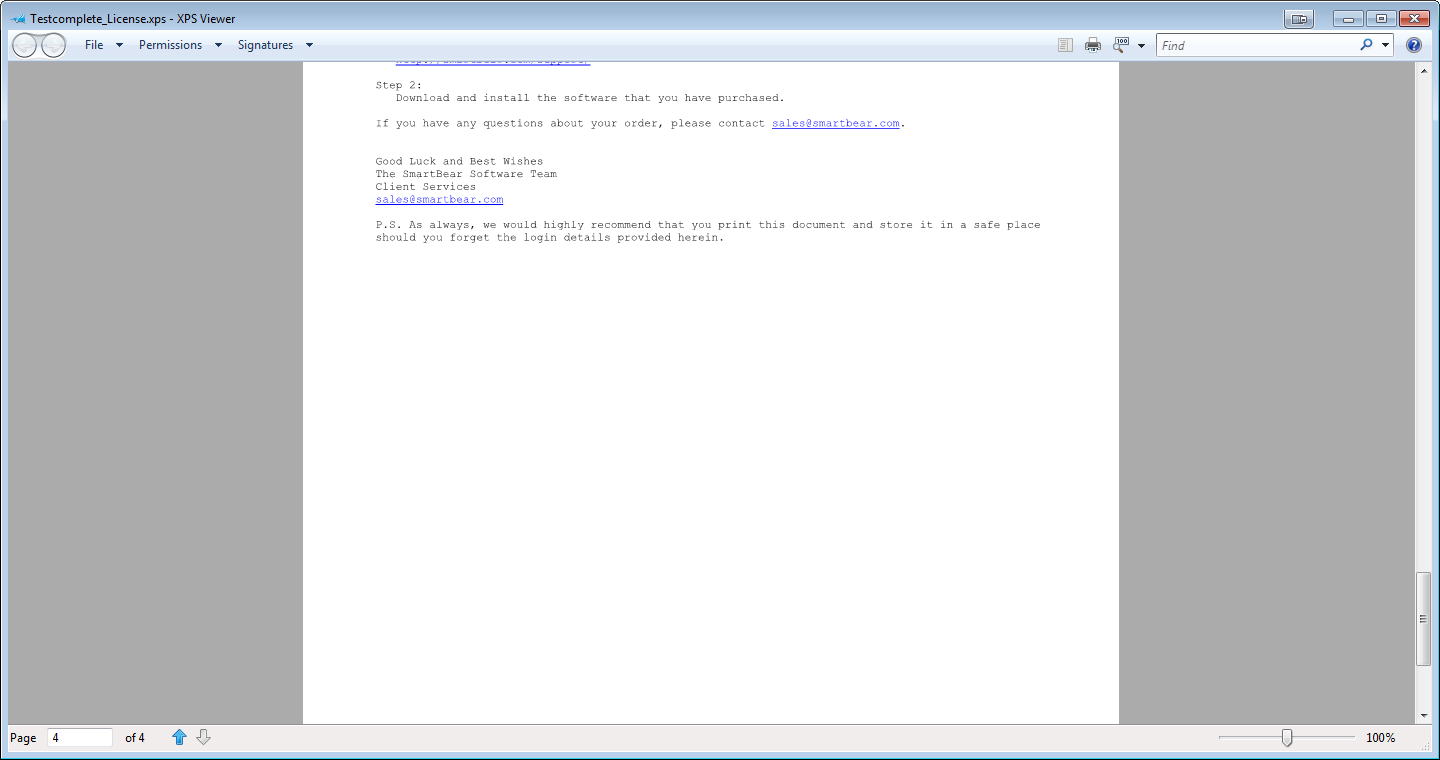 Testcomplete_License.xps - XPS Viewer
File Permissions Signatures 100 Find
Step 2:
Download and install the software that you have purchased.
If you have any questions about your order, please contact sales@smartbear.com.
Good Luck and Best Wishes
The SmartBear Software Team
Client Services
sales@smartbear.com
P.S. As always, we would highly recommend that you print this document and store it in a safe place
should you forget the login details provided herein.
Page 4 of 4 100%